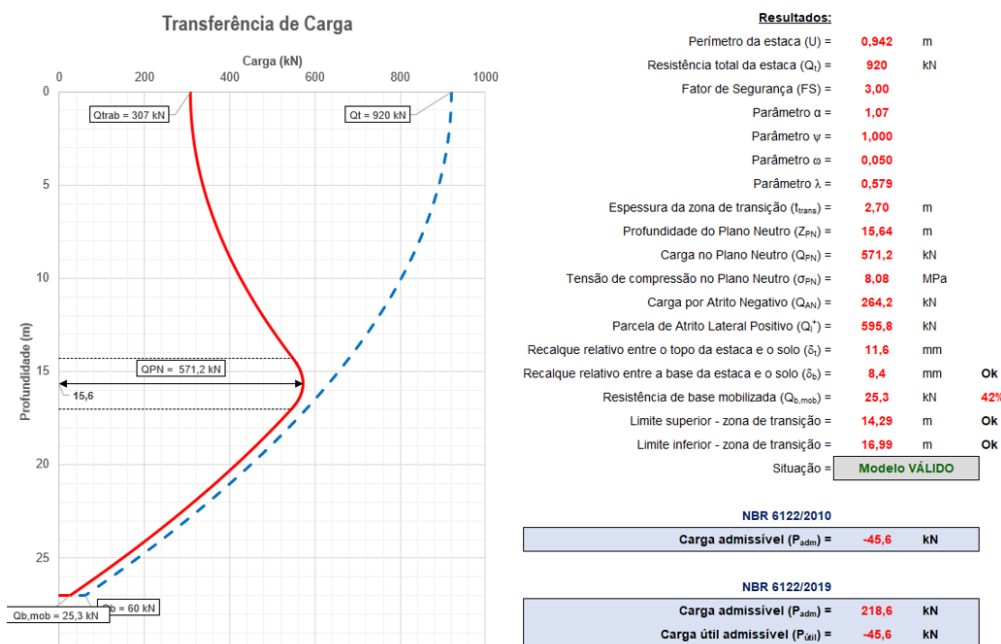 Transferência de Carga
Carga (kN)
0 200 400 600 800 1000
0
Qtrab = 307 kN
Qt = 920 kN
5
10
Profundidade (m)
QPN = 571,2 kN
15
15,6
20
25
Qb,mob = 25,3 kN
Qb = 60 kN
Resultados:
Perímetro da estaca (U) = 0,942 m
Resistência total da estaca (Qt) = 920 kN
Fator de Segurança (FS) = 3,00
Parâmetro α = 1,07
Parâmetro ψ = 1,000
Parâmetro ω = 0,050
Parâmetro λ = 0,579
Espessura da zona de transição (ttrans) = 2,70 m
Profundidade do Plano Neutro (ZPN) = 15,64 m
Carga no Plano Neutro (QPN) = 571,2 kN
Tensão de compressão no Plano Neutro (σPN) = 8,08 MPa
Carga por Atrito Negativo (QAN) = 264,2 kN
Parcela de Atrito Lateral Positivo (Ql+) = 595,8 kN
Recalque relativo entre o topo da estaca e o solo (δt) = 11,6 mm
Recalque relativo entre a base da estaca e o solo (δb) = 8,4 mm Ok
Resistência de base mobilizada (Qb,mob) = 25,3 kN 42%
Limite superior - zona de transição = 14,29 m Ok
Limite inferior - zona de transição = 16,99 m Ok
Situação = Modelo VÁLIDO
NBR 6122/2010
Carga admissível (Padm) = -45,6 kN
NBR 6122/2019
Carga admissível (Padm) = 218,6 kN
Carga útil admissível (Pútil) = -45,6 kN